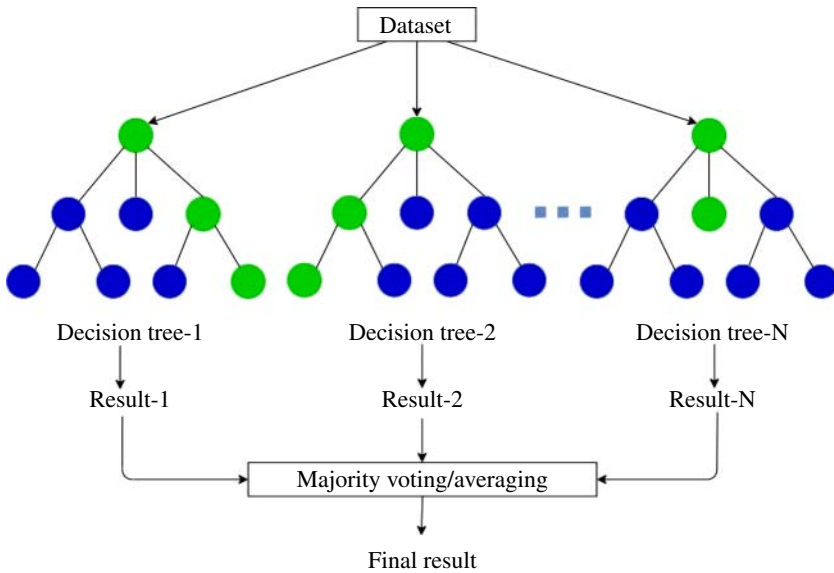 Dataset
Decision tree-1
Decision tree-2
Decision tree-N
Result-1
Result-2
Result-N
Majority voting/averaging
Final result